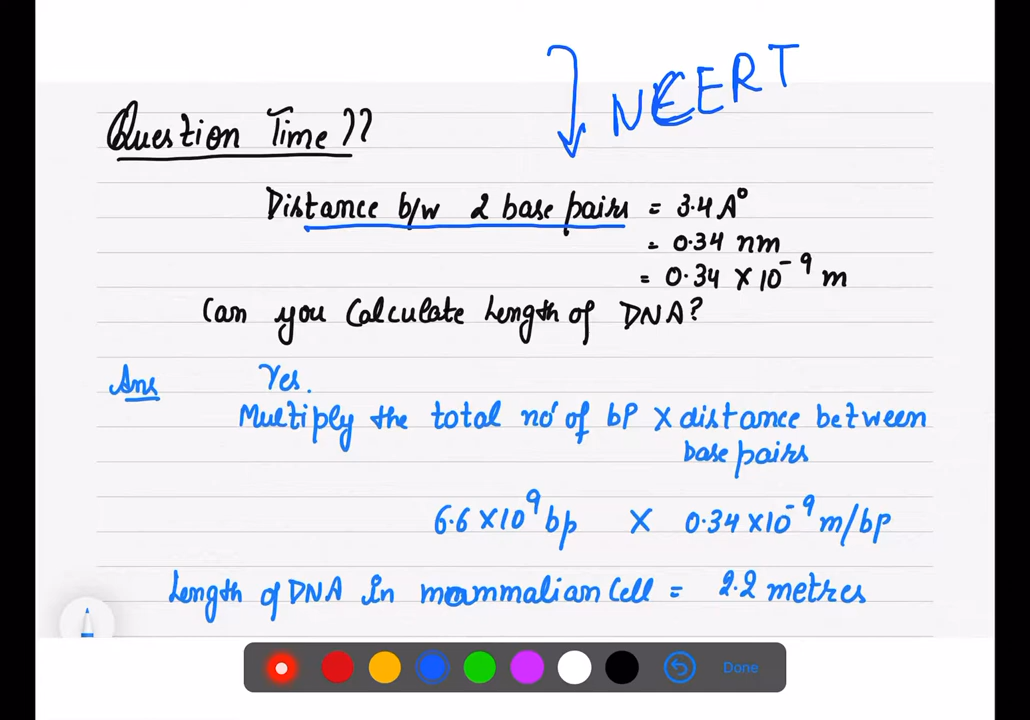 NCERT
Question Time??
Distance b/w 2 base pairs = 3.4 A°
= 0.34 nm
= 0.34 × 10⁻⁹ m
Can you Calculate Length of DNA?
Ans Yes.
Multiply the total no' of bP × distance between
base pairs
6.6 × 10⁹ bp × 0.34 × 10⁻⁹ m/bp
Length of DNA In mammalian Cell = 2.2 metres
Done